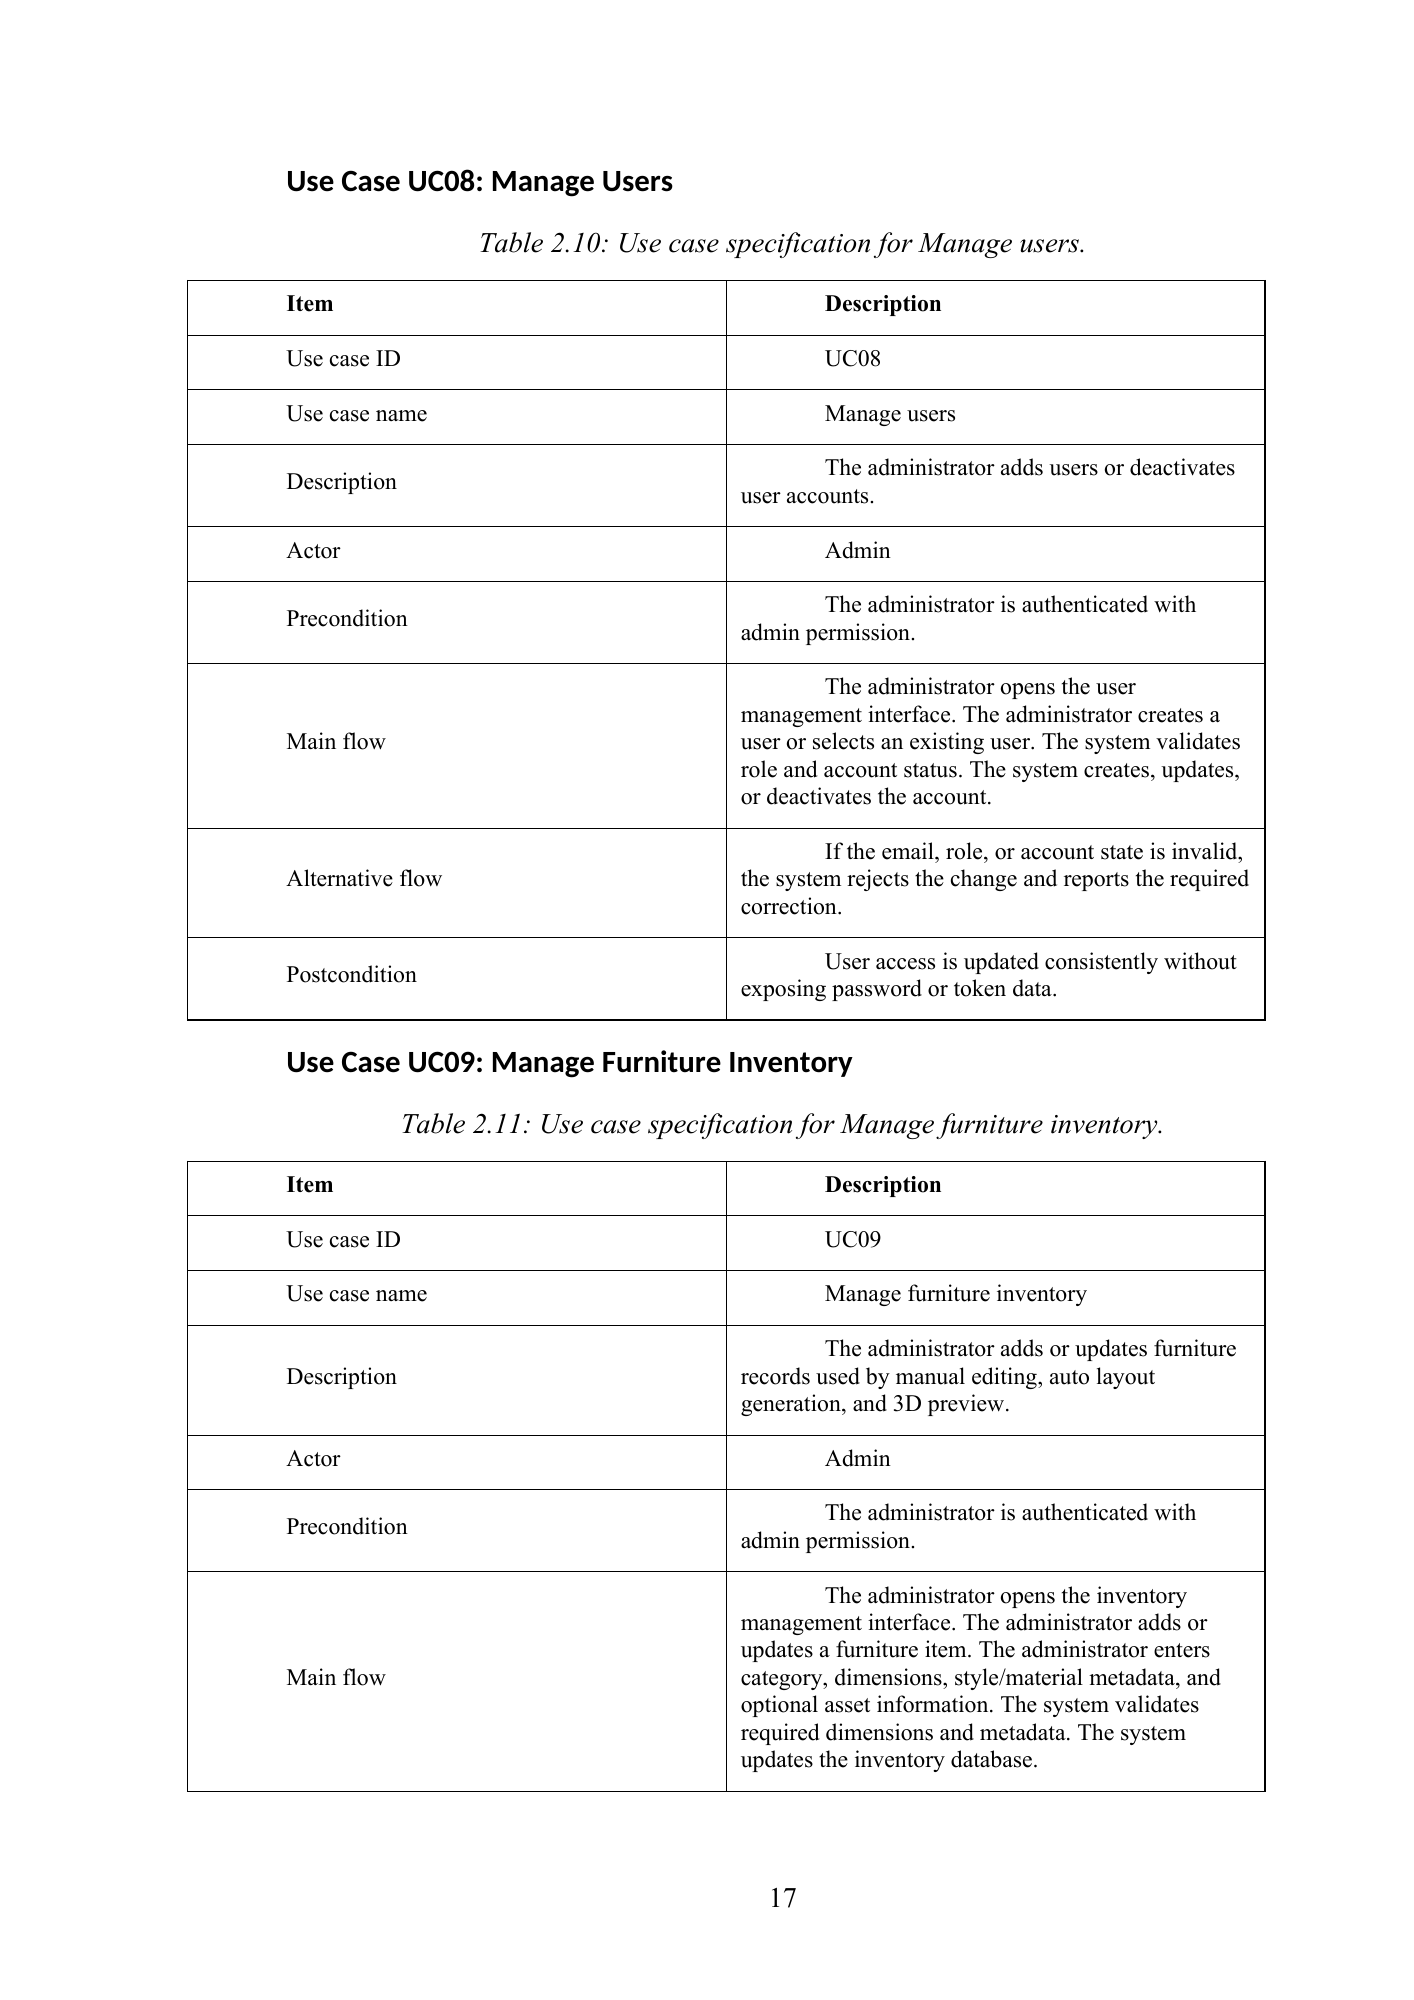 Use Case UC08: Manage Users
Table 2.10: Use case specification for Manage users.
Item
Description
Use case ID
UC08
Use case name
Manage users
Description
The administrator adds users or deactivates
user accounts.
Actor
Admin
Precondition
The administrator is authenticated with
admin permission.
Main flow
The administrator opens the user
management interface. The administrator creates a
user or selects an existing user. The system validates
role and account status. The system creates, updates,
or deactivates the account.
Alternative flow
If the email, role, or account state is invalid,
the system rejects the change and reports the required
correction.
Postcondition
User access is updated consistently without
exposing password or token data.
Use Case UC09: Manage Furniture Inventory
Table 2.11: Use case specification for Manage furniture inventory.
Item
Description
Use case ID
UC09
Use case name
Manage furniture inventory
Description
The administrator adds or updates furniture
records used by manual editing, auto layout
generation, and 3D preview.
Actor
Admin
Precondition
The administrator is authenticated with
admin permission.
Main flow
The administrator opens the inventory
management interface. The administrator adds or
updates a furniture item. The administrator enters
category, dimensions, style/material metadata, and
optional asset information. The system validates
required dimensions and metadata. The system
updates the inventory database.
17